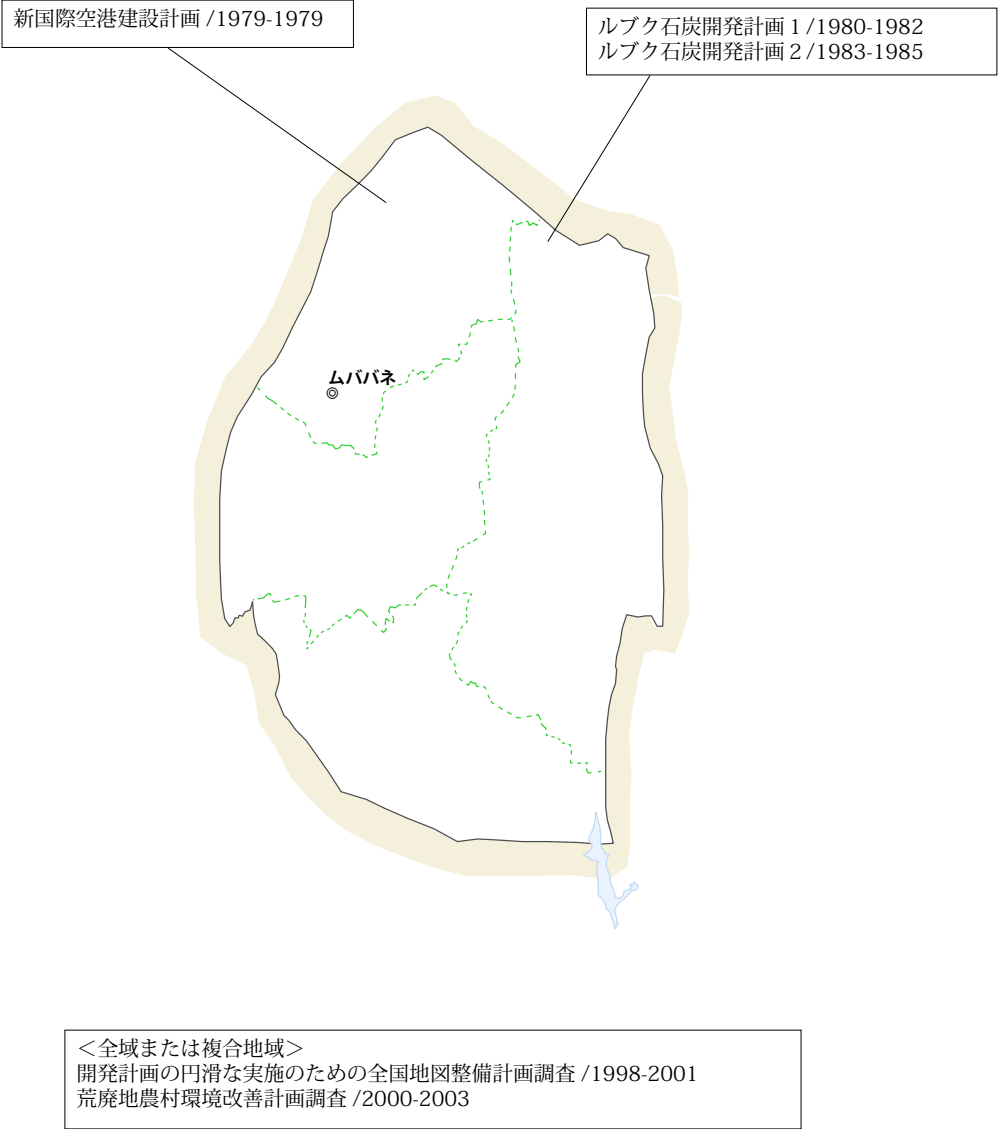 新国際空港建設計画 /1979-1979
ルブク石炭開発計画 1 /1980-1982
ルブク石炭開発計画 2 /1983-1985
ムババネ
＜全域または複合地域＞
開発計画の円滑な実施のための全国地図整備計画調査 /1998-2001
荒廃地農村環境改善計画調査 /2000-2003